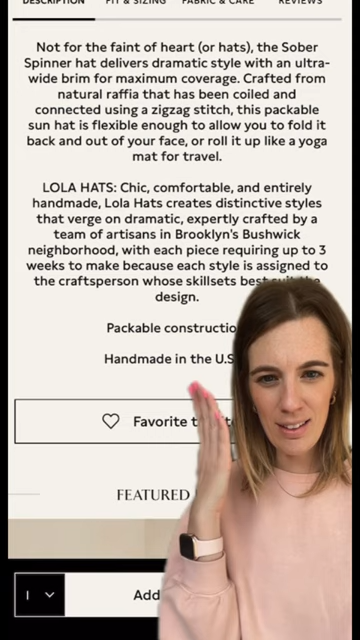 DESCRIPTION FIT & SIZING FABRIC & CARE REVIEWS
Not for the faint of heart (or hats), the Sober
Spinner hat delivers dramatic style with an ultra-
wide brim for maximum coverage. Crafted from
natural raffia that has been coiled and
connected using a zigzag stitch, this packable
sun hat is flexible enough to allow you to fold it
back and out of your face, or roll it up like a yoga
mat for travel.
LOLA HATS: Chic, comfortable, and entirely
handmade, Lola Hats creates distinctive styles
that verge on dramatic, expertly crafted by a
team of artisans in Brooklyn's Bushwick
neighborhood, with each piece requiring up to 3
weeks to make because each style is assigned to
the craftsperson whose skillsets best suit the
design.
Packable constructio
Handmade in the U.S
Favorite t
FEATURED
1
Add